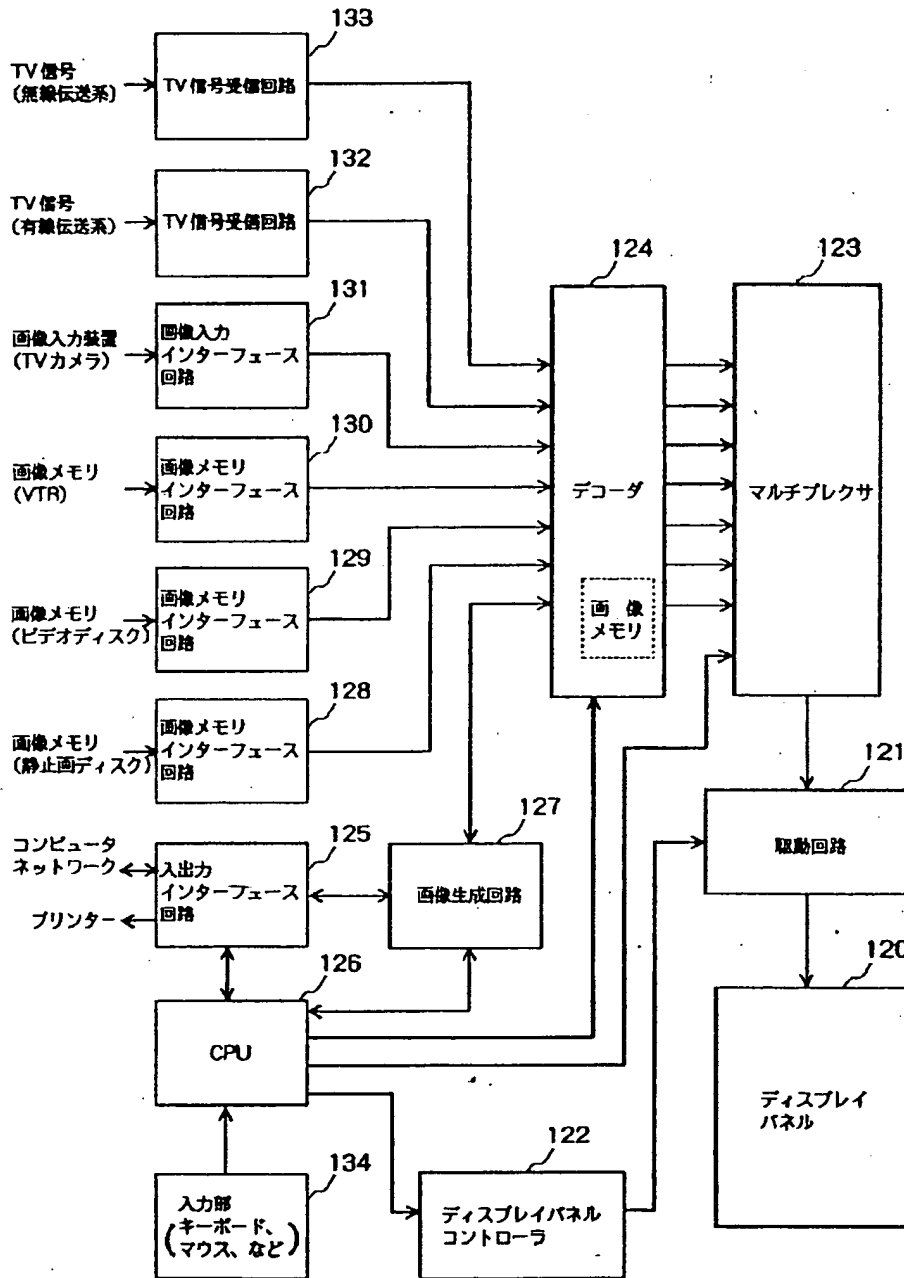 133
TV信号
(無線伝送系)
TV信号受信回路
132
TV信号
(有線伝送系)
TV信号受信回路
124
123
131
画像入力装置
(TVカメラ)
画像入力
インターフェース
回路
130
画像メモリ
(VTR)
画像メモリ
インターフェース
回路
デコーダ
マルチプレクサ
129
画像メモリ
(ビデオディスク)
画像メモリ
インターフェース
回路
画像
メモリ
128
画像メモリ
(静止画ディスク)
画像メモリ
インターフェース
回路
121
127
125
コンピュータ
ネットワーク
プリンター
入出力
インターフェース
回路
画像生成回路
駆動回路
120
126
CPU
ディスプレイ
パネル
122
134
入力部
(キーボード、
マウス、など)
ディスプレイパネル
コントローラ